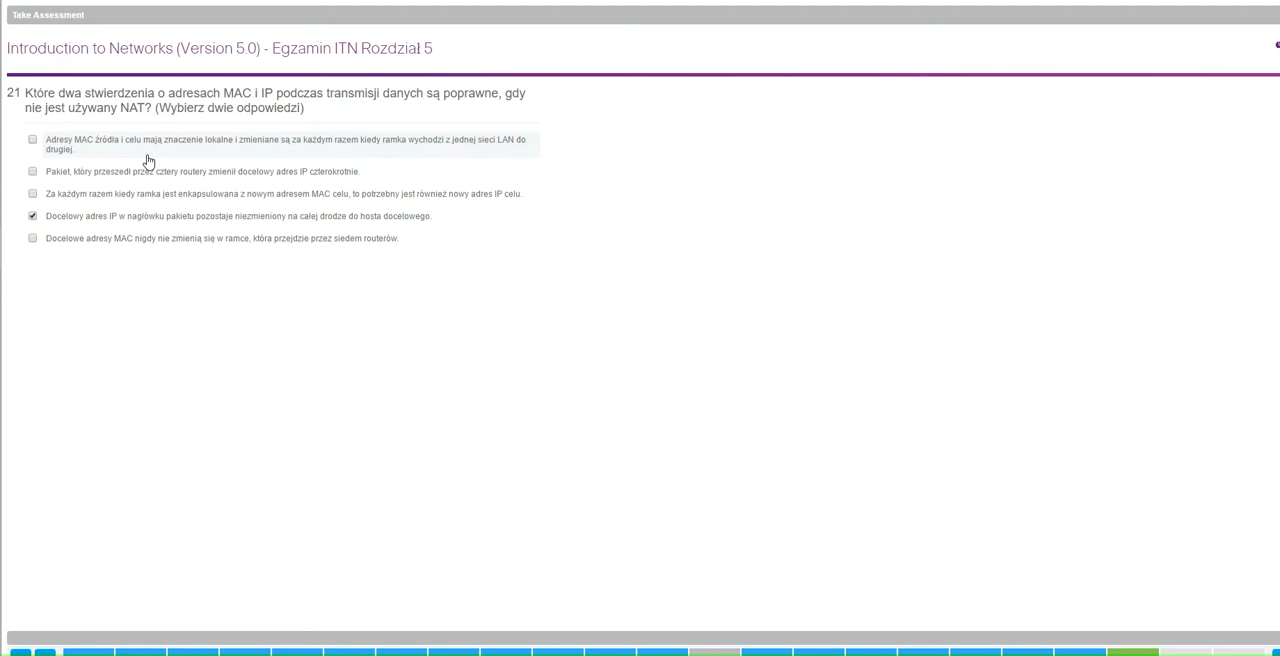 Take Assessment
Introduction to Networks (Version 5.0) - Egzamin ITN Rozdział 5
21 Które dwa stwierdzenia o adresach MAC i IP podczas transmisji danych są poprawne, gdy
nie jest używany NAT? (Wybierz dwie odpowiedzi)
Adresy MAC źródła i celu mają znaczenie lokalne i zmieniane są za każdym razem kiedy ramka wychodzi z jednej sieci LAN do
drugiej.
Pakiet, który przeszedł przez cztery routery zmienił docelowy adres IP czterokrotnie.
Za każdym razem kiedy ramka jest enkapsulowana z nowym adresem MAC celu, to potrzebny jest również nowy adres IP celu.
Docelowy adres IP w nagłówku pakietu pozostaje niezmieniony na całej drodze do hosta docelowego.
Docelowe adresy MAC nigdy nie zmienią się w ramce, która przejdzie przez siedem routerów.